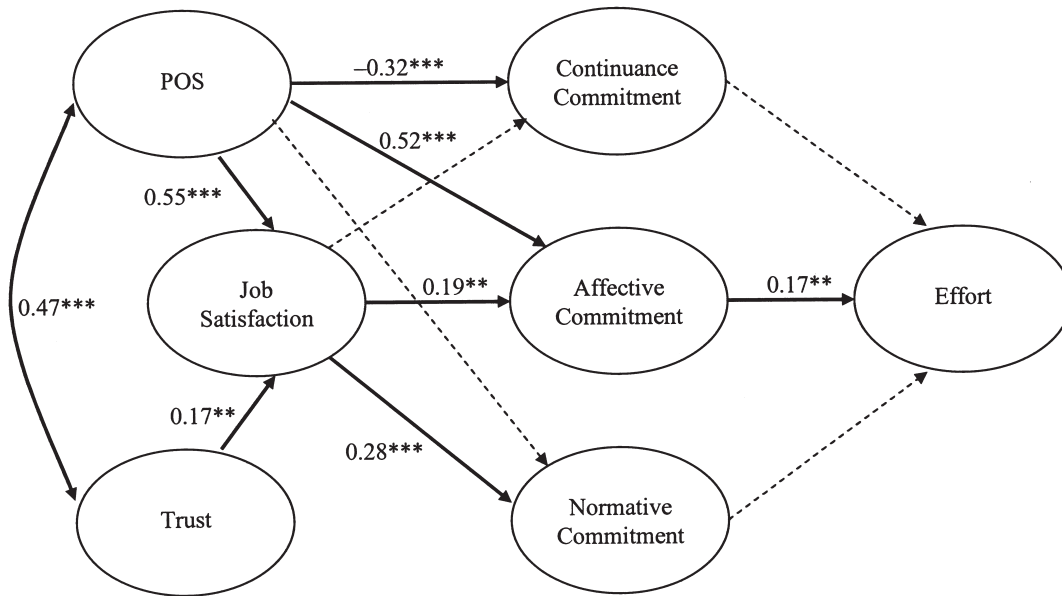 POS
–0.32***
Continuance
Commitment
0.52***
0.55***
0.47***
Job
Satisfaction
0.19**
Affective
Commitment
0.17**
Effort
0.17**
0.28***
Trust
Normative
Commitment